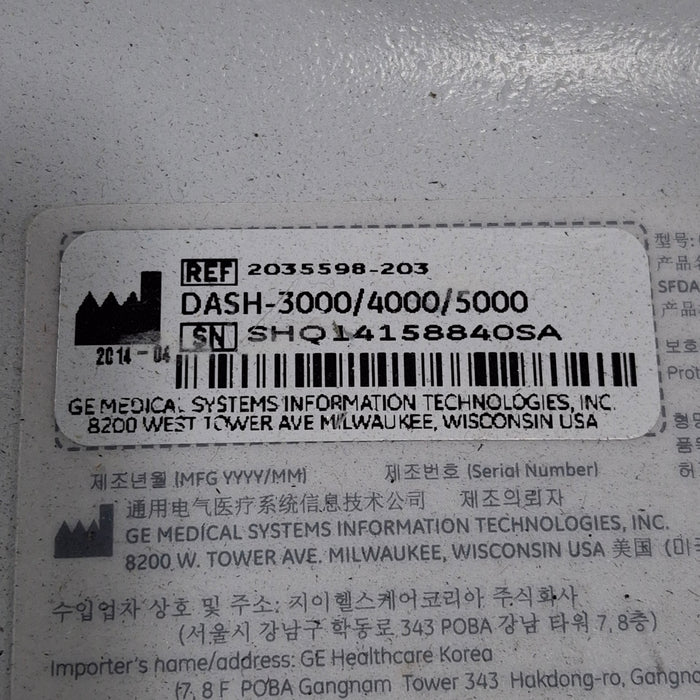 REF 2035598-203
DASH-3000/4000/5000
SN SHQ14158840SA
2014-04
GE MEDICAL SYSTEMS INFORMATION TECHNOLOGIES, INC.
8200 WEST TOWER AVE MILWAUKEE, WISCONSIN USA
型号:
产品
SFDA
产品
보호
Prot
형명
품목
허
제조년월 (MFG YYYY/MM) 제조번호 (Serial Number)
通用电气医疗系统信息技术公司 제조의뢰자
GE MEDICAL SYSTEMS INFORMATION TECHNOLOGIES, INC.
8200 W. TOWER AVE. MILWAUKEE, WISCONSIN USA 美国 (미국
수입업차 상호 및 주소: 지이헬스케어코리아 주식회사
(서울시 강남구 학동로 343 POBA 강남 타워 7, 8층)
Importer's name/address: GE Healthcare Korea
(7, 8 F POBA Gangnam Tower 343 Hakdong-ro, Gangn